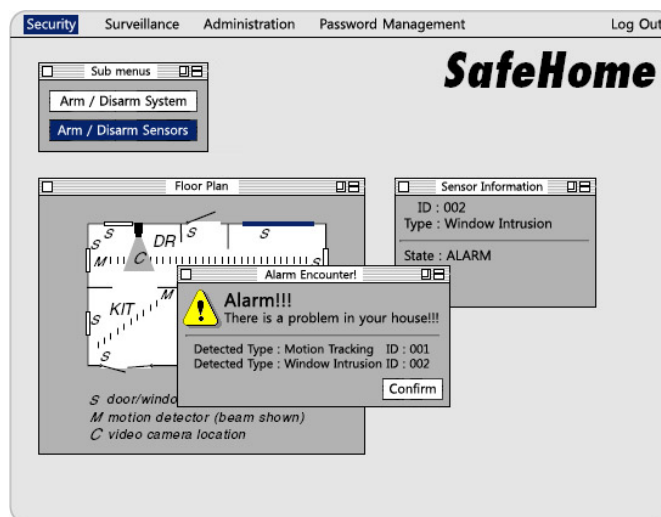 Security Surveillance Administration Password Management Log Out
SafeHome
Sub menus
Arm / Disarm System
Arm / Disarm Sensors
Floor Plan
S S S
S DR
M C S
KIT M
S
S
S door/windo
M motion detector (beam shown)
C video camera location
Sensor Information
ID : 002
Type : Window Intrusion
State : ALARM
Alarm Encounter!
Alarm!!!
There is a problem in your house!!!
Detected Type : Motion Tracking ID : 001
Detected Type : Window Intrusion ID : 002
Confirm